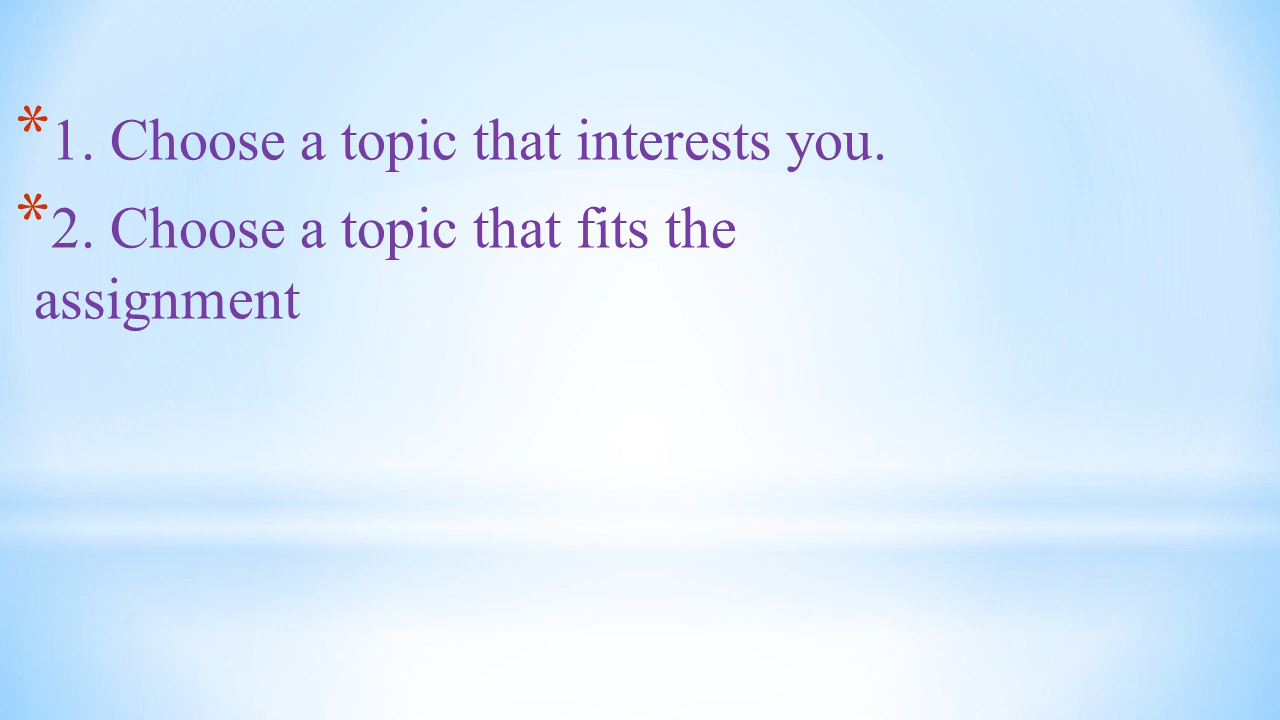 *1. Choose a topic that interests you.
*2. Choose a topic that fits the
assignment